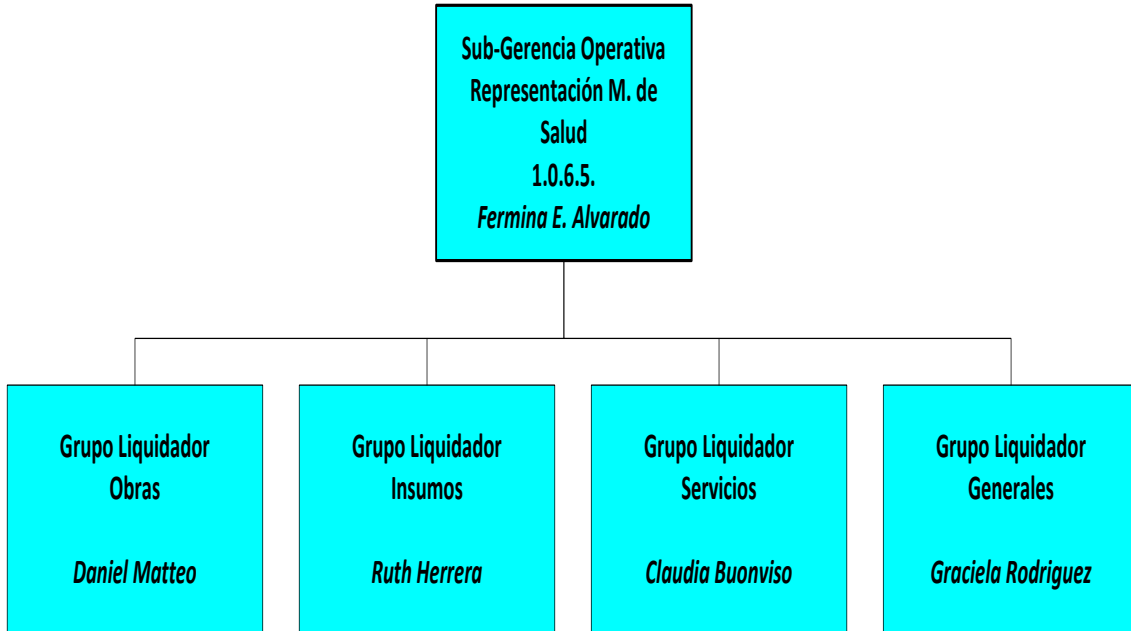 Sub-Gerencia Operativa
Representación M. de
Salud
1.0.6.5.
Fermina E. Alvarado
Grupo Liquidador
Obras
Daniel Matteo
Grupo Liquidador
Insumos
Ruth Herrera
Grupo Liquidador
Servicios
Claudia Buonviso
Grupo Liquidador
Generales
Graciela Rodriguez